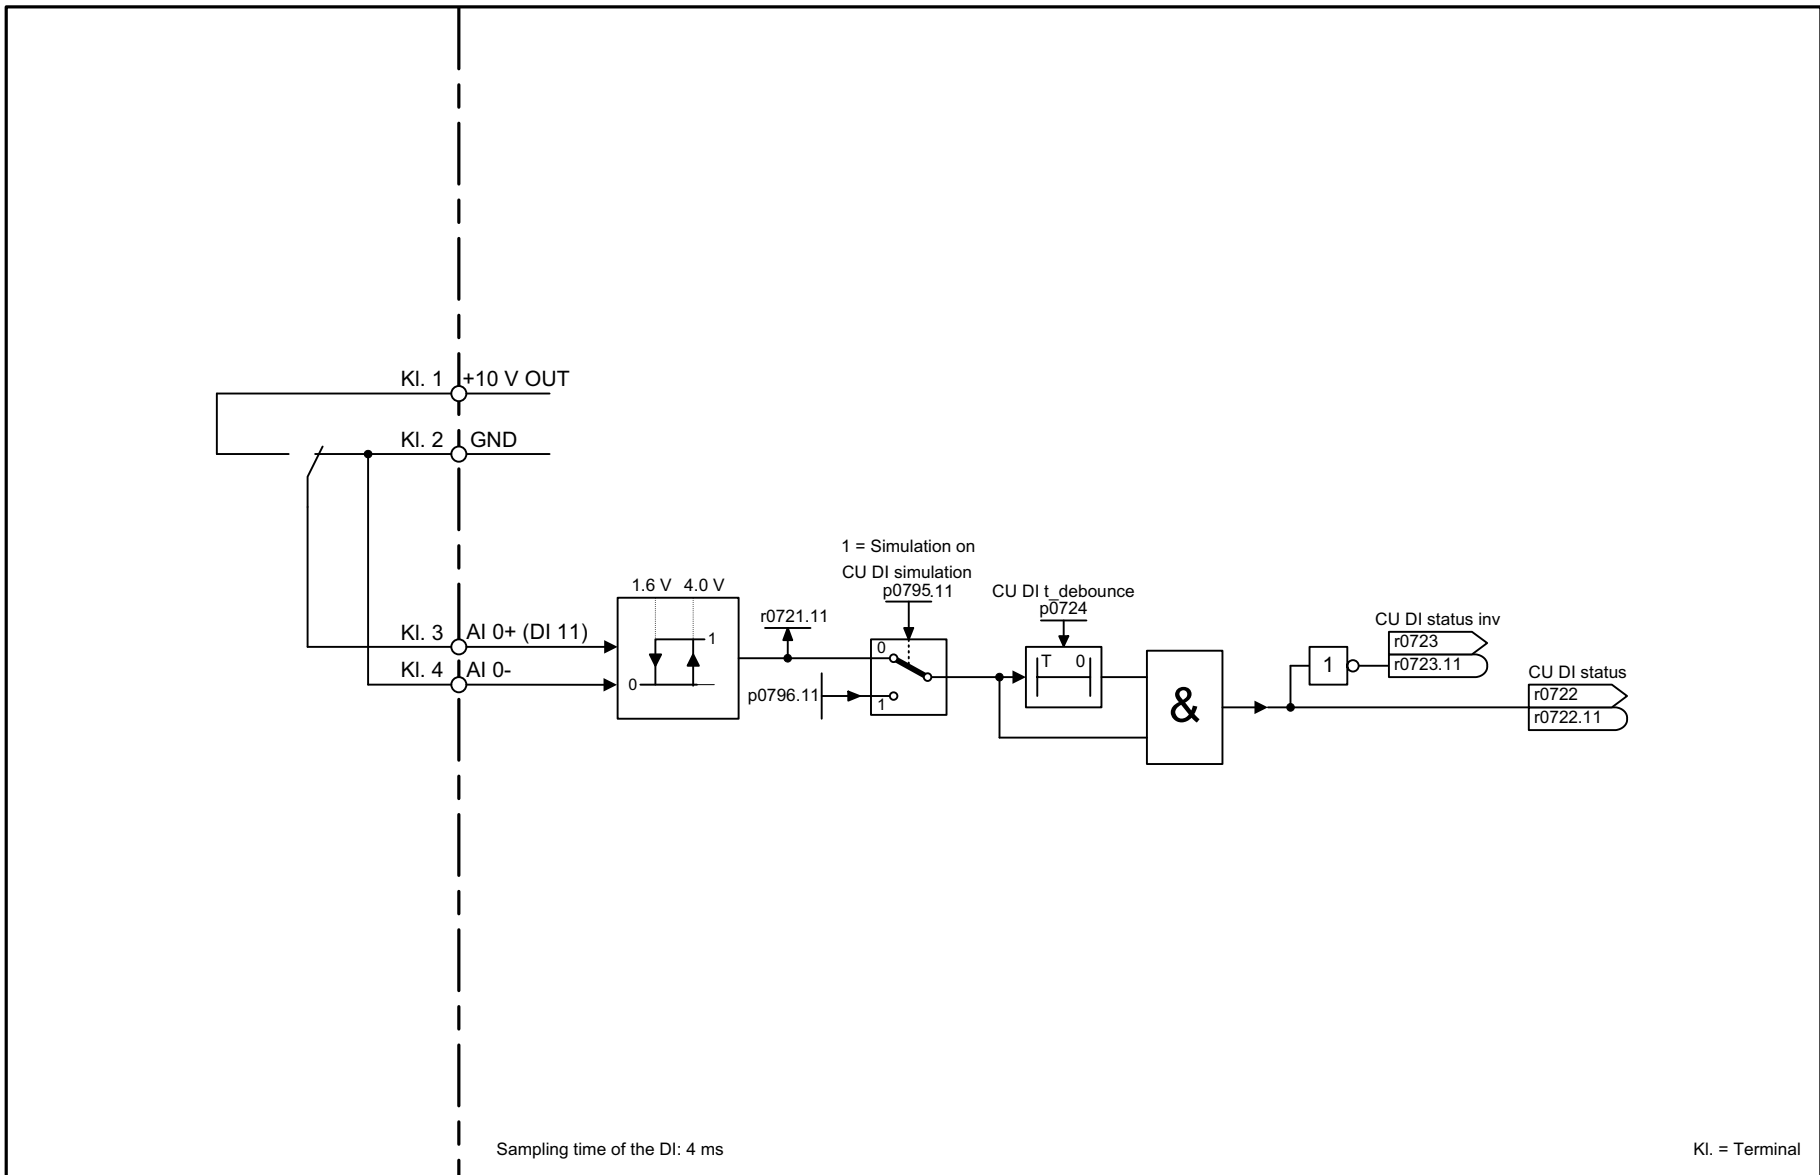 Kl. 1 +10 V OUT
Kl. 2 GND
1 = Simulation on
CU DI simulation
p0795.11
1.6 V 4.0 V
CU DI t_debounce
p0724
r0721.11
CU DI status inv
Kl. 3 AI 0+ (DI 11)
1
0
T 0
r0723
1
r0723.11
Kl. 4 AI 0-
0
CU DI status
p0796.11
1
&
r0722
r0722.11
Sampling time of the DI: 4 ms
Kl. = Terminal